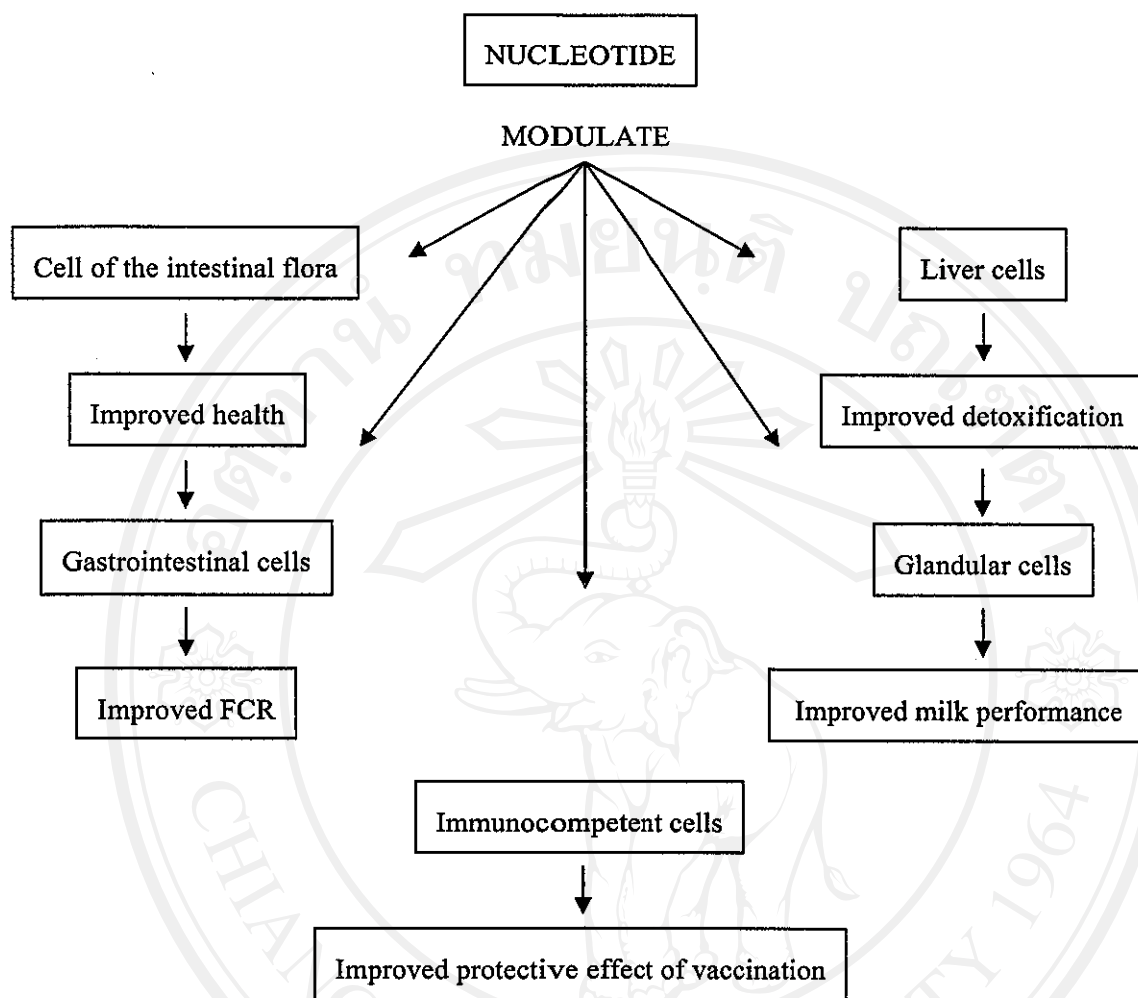 NUCLEOTIDE
MODULATE
Cell of the intestinal flora
Liver cells
Improved health
Improved detoxification
Gastrointestinal cells
Glandular cells
Improved FCR
Improved milk performance
Immunocompetent cells
Improved protective effect of vaccination
1964